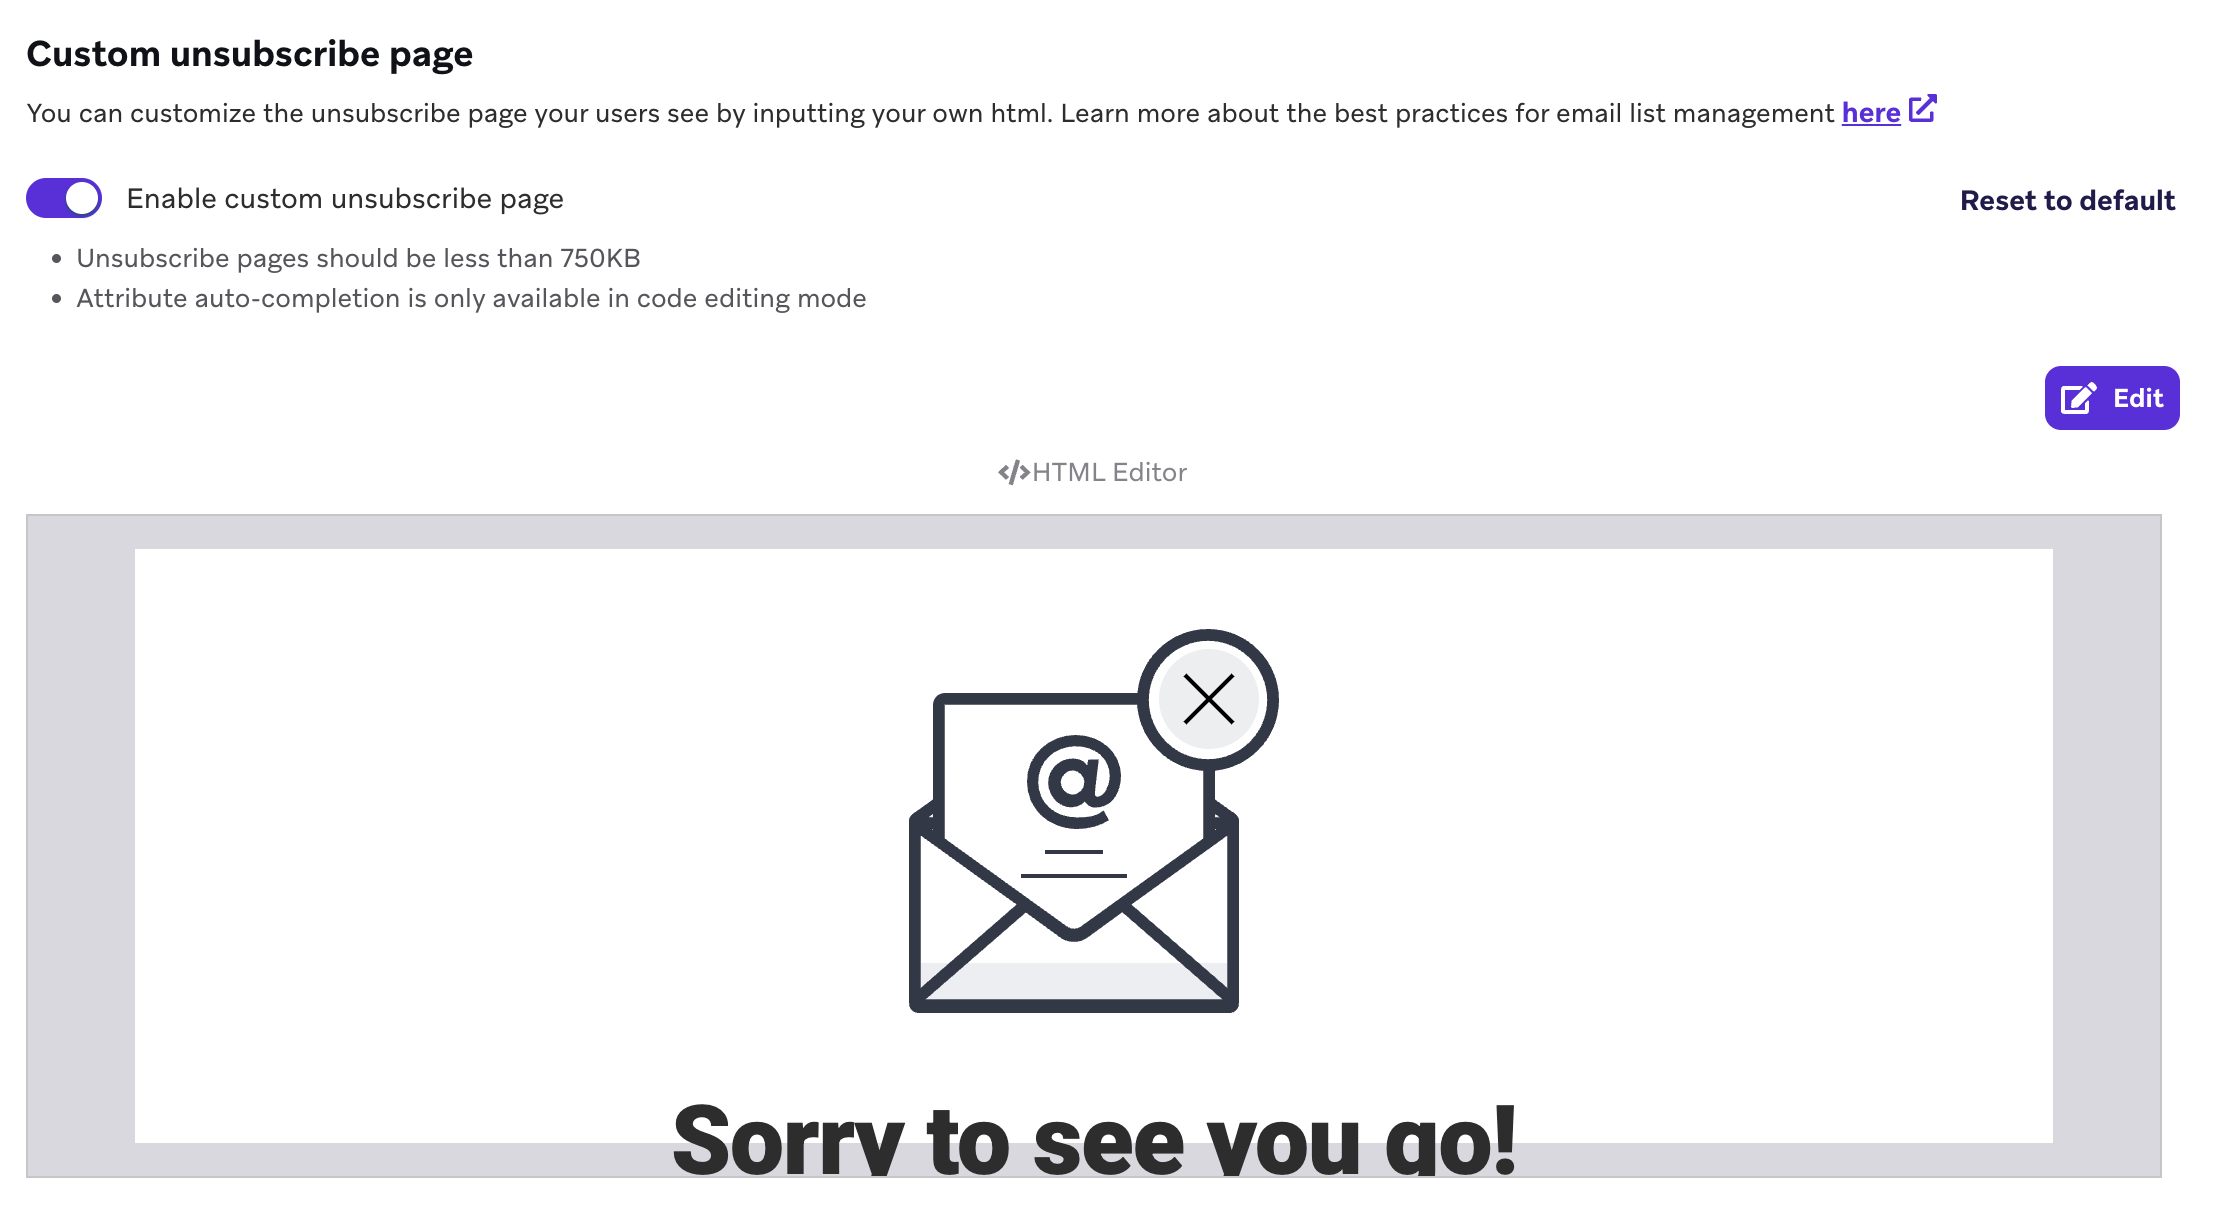 Custom unsubscribe page
You can customize the unsubscribe page your users see by inputting your own html. Learn more about the best practices for email list management here
Enable custom unsubscribe page
Reset to default
• Unsubscribe pages should be less than 750KB
• Attribute auto-completion is only available in code editing mode
Edit
</>HTML Editor
@
Sorry to see you go!